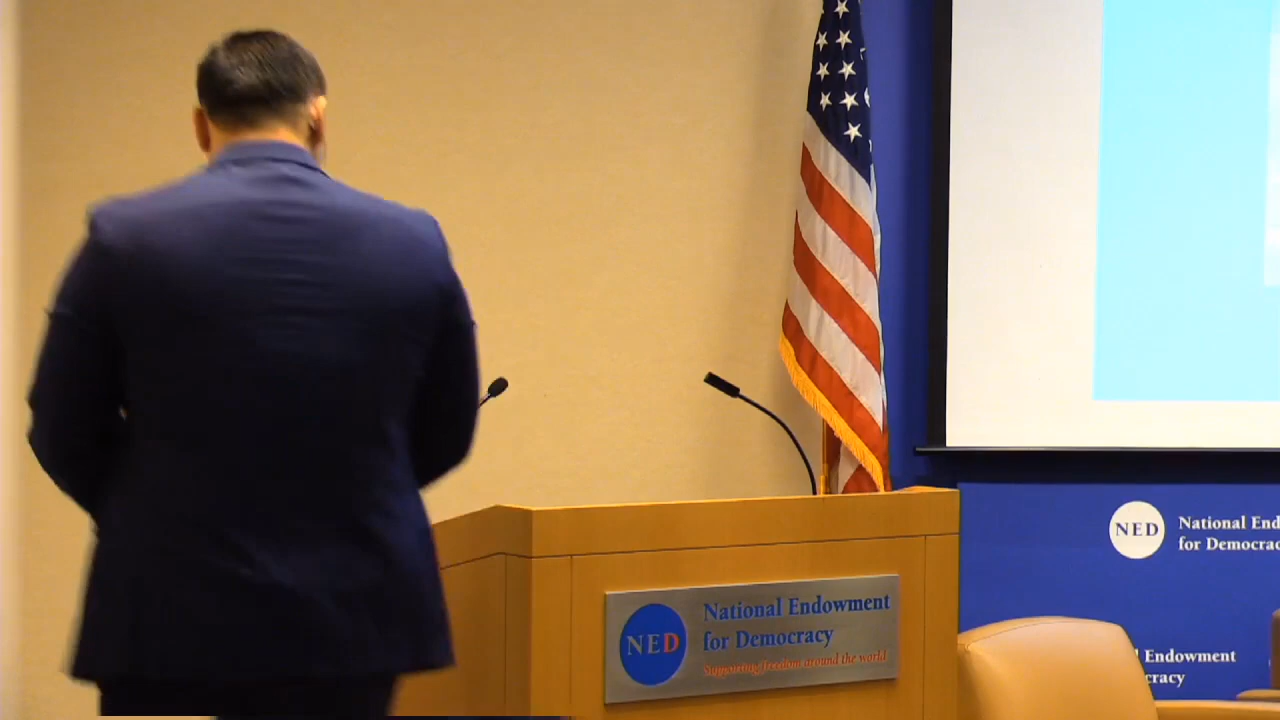 NED
National End
for Democrac
NED
National Endowment
for Democracy
Supporting freedom around the world
l Endowment
cracy